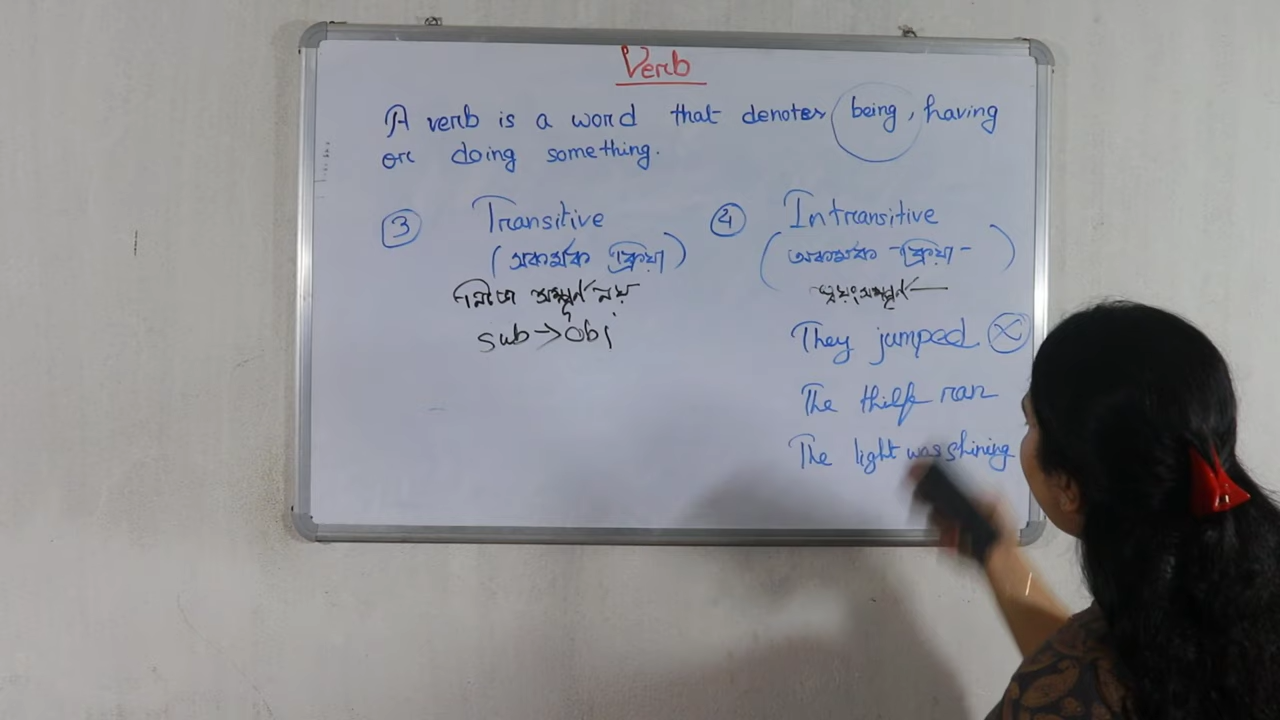 Verb
A verb is a word that denotes being, having
or doing something.
3 Transitive
(সকর্মক ক্রিয়া)
নিজে সম্পূর্ণ নয়
sub → Obj
4 Intransitive
(অকর্মক ক্রিয়া)
স্বয়ংসম্পূর্ণ
They jumped
The thilf ran
The light was shining